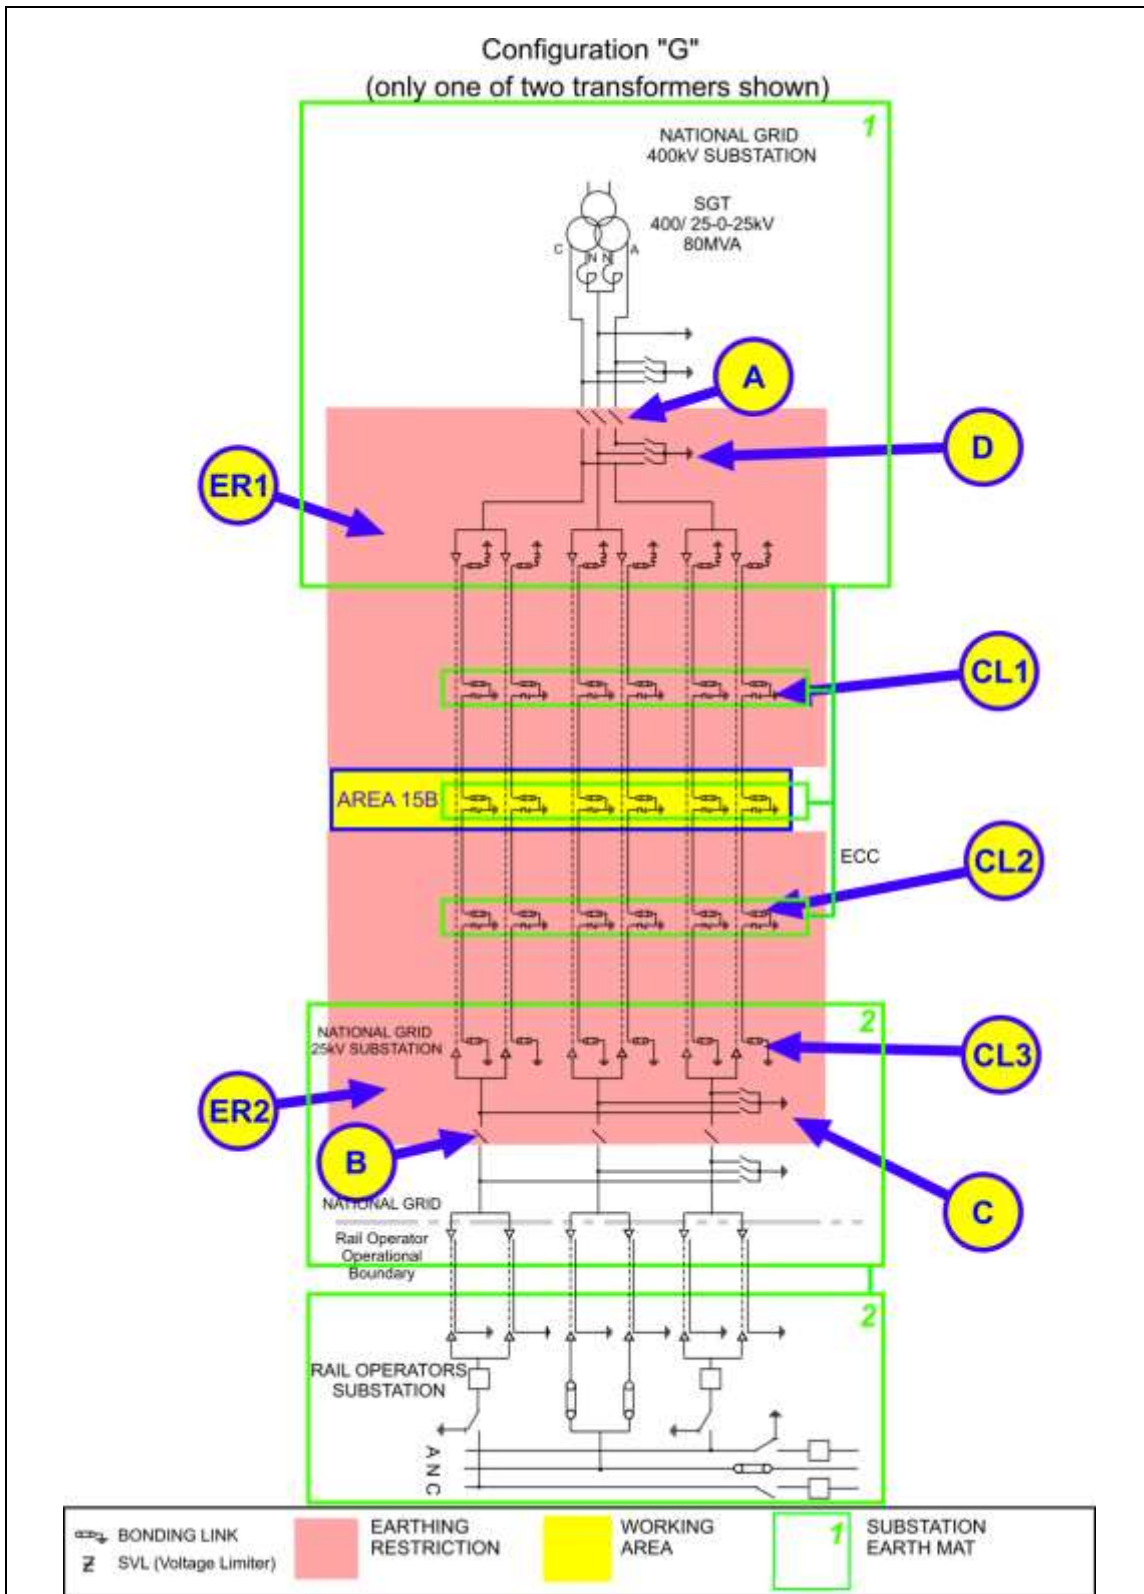 Configuration "G"
(only one of two transformers shown)
1
NATIONAL GRID
400kV SUBSTATION
SGT
400/ 25-0-25kV
80MVA
C
N N
A
A
D
ER1
CL1
AREA 15B
ECC
CL2
2
NATIONAL GRID
25kV SUBSTATION
CL3
ER2
B
C
NATIONAL GRID
Rail Operator
Operational
Boundary
2
RAIL OPERATORS
SUBSTATION
A
N
C
BONDING LINK
SVL (Voltage Limiter)
EARTHING
RESTRICTION
WORKING
AREA
1
SUBSTATION
EARTH MAT